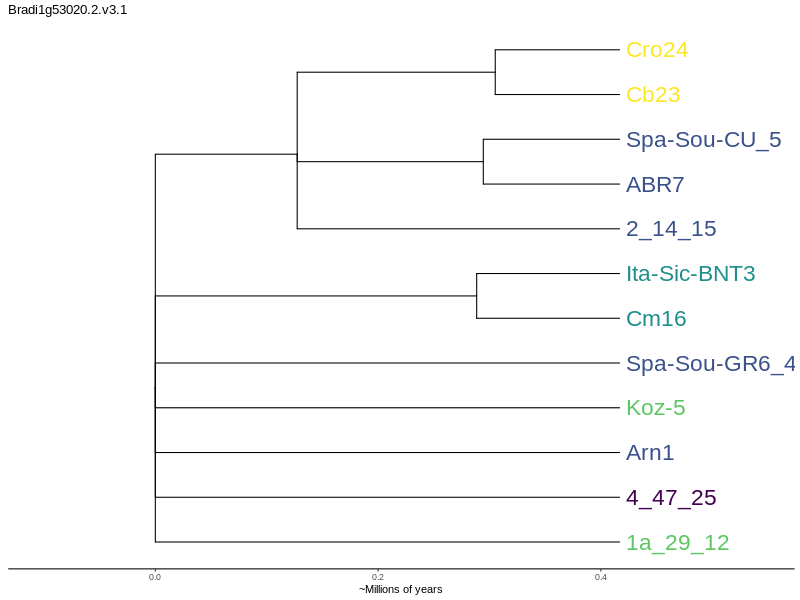 Bradi1g53020.2.v3.1
Cro24
Cb23
Spa-Sou-CU_5
ABR7
2_14_15
Ita-Sic-BNT3
Cm16
Spa-Sou-GR6_4
Koz-5
Arn1
4_47_25
1a_29_12
0.0 0.2 0.4
~Millions of years